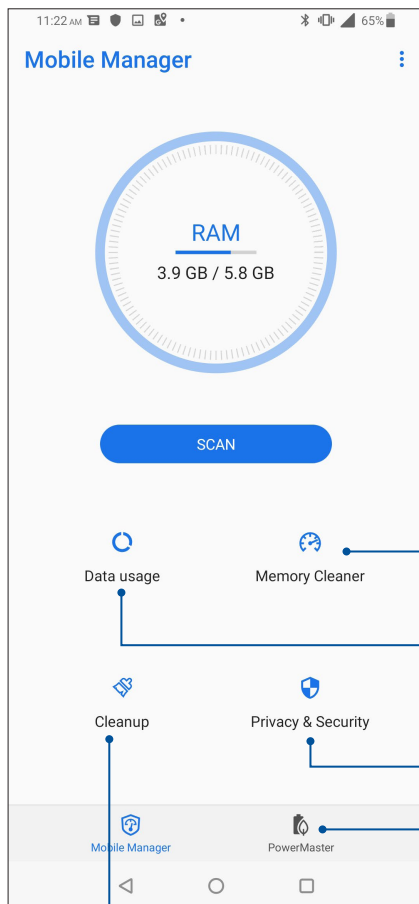 11:22 AM 65%
Mobile Manager
RAM
3.9 GB / 5.8 GB
SCAN
Data usage Memory Cleaner
Cleanup Privacy & Security
Mobile Manager PowerMaster